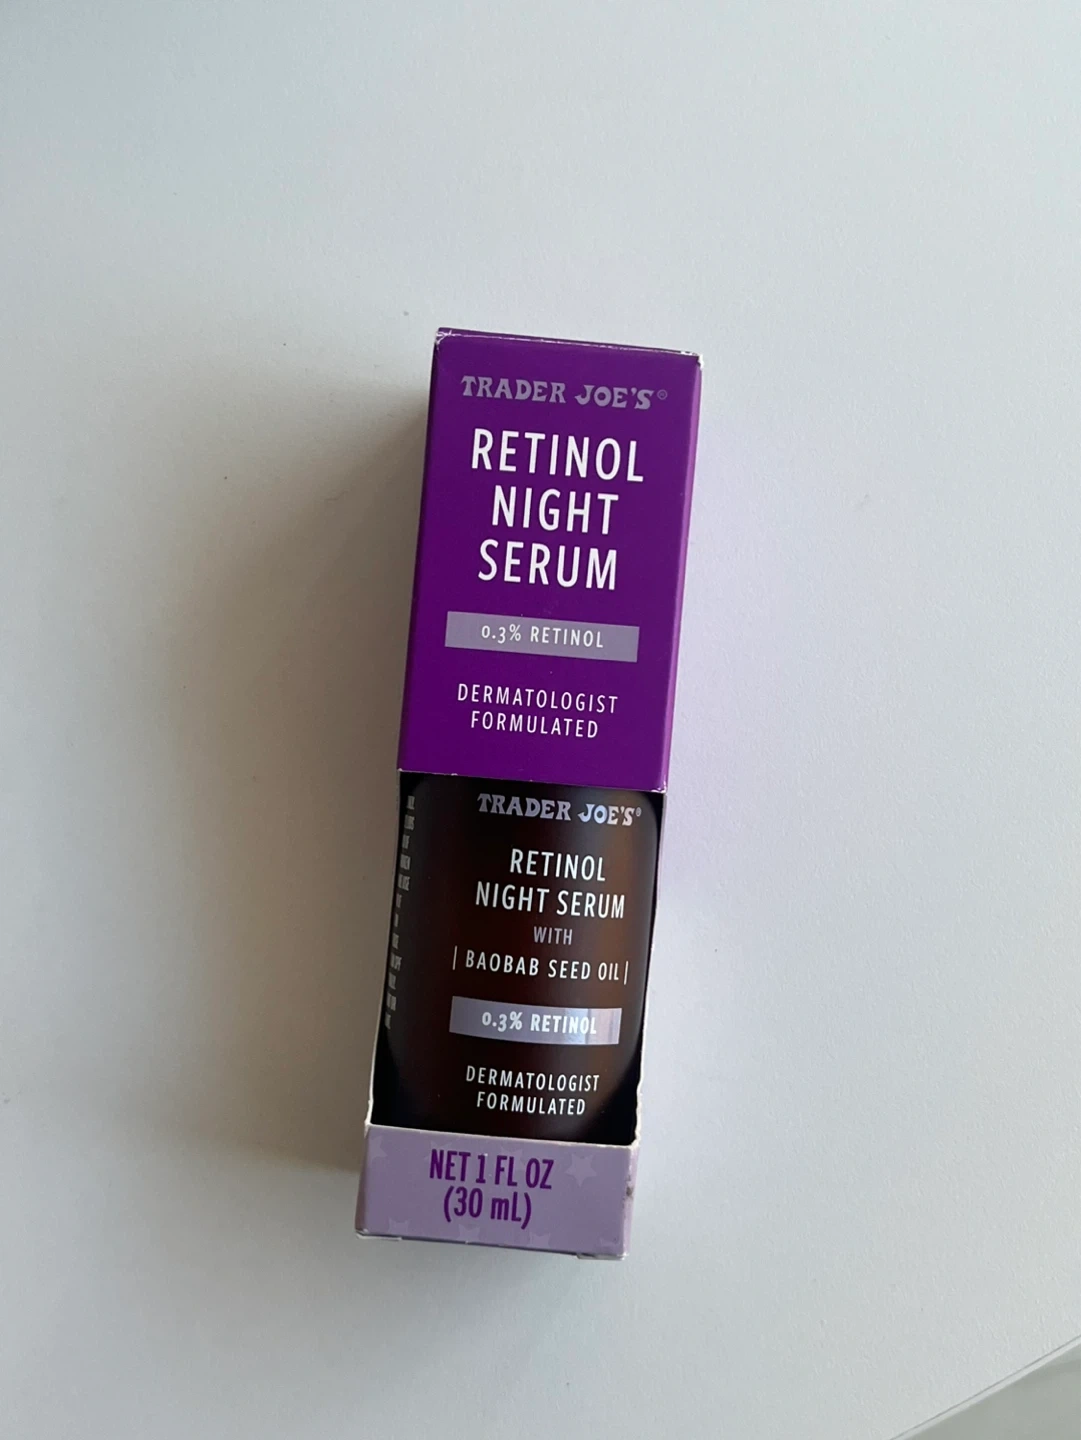 TRADER JOE'S®
RETINOL
NIGHT
SERUM
0.3% RETINOL
DERMATOLOGIST
FORMULATED
TRADER JOE'S®
RETINOL
NIGHT SERUM
WITH
| BAOBAB SEED OIL |
0.3% RETINOL
DERMATOLOGIST
FORMULATED
NET 1 FL OZ
(30 mL)